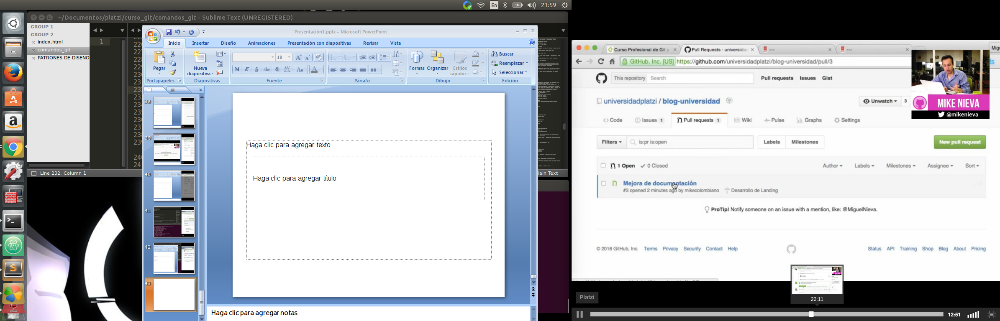 En
21:59
~/Documentos/platzi/curso_git/comandos_git - Sublime Text (UNREGISTERED)
GROUP 1
GROUP 2
index.html
comandos_git
PATRONES DE DISENO
1
Line 232, Column 1
lain Text
Presentación1.pptx - Microsoft PowerPoint
Inicio
Insertar
Diseño
Animaciones
Presentación con diapositivas
Revisar
Vista
Pegar
Portapapeles
Nueva
diapositiva
Diapositivas
18
N K S abc S AV Aa A
Fuente
Párrafo
Formas
Organizar
Estilos
rápidos
Dibujo
Buscar
Reemplazar
Seleccionar
Edición
38
39
40
41
42
43
Haga clic para agregar texto
Haga clic para agregar título
Haga clic para agregar notas
Curso Profesional de Git y
Pull Requests · universidad
---
---
Migu
GitHub, Inc. [US] https://github.com/universidadplatzi/blog-universidad/pull/3
This repository
Search
Pull requests
Issues
Gist
universidadplatzi / blog-universidad
Unwatch
3
MIKE NIEVA
@mikenieva
Code
Issues 1
Pull requests 1
Wiki
Pulse
Graphs
Settings
Filters
is:pr is:open
Labels
Milestones
New pull request
1 Open
0 Closed
Author
Labels
Milestones
Assignee
Sort
Mejora de documentación
#3 opened 2 minutes ago by mikecolombiano
Desarrollo de Landing
ProTip! Notify someone on an issue with a mention, like: @MiguelNieva.
© 2016 GitHub, Inc.
Terms
Privacy
Security
Contact
Help
Status
API
Training
Shop
Blog
About
Pricing
Platzi
22:11
12:51